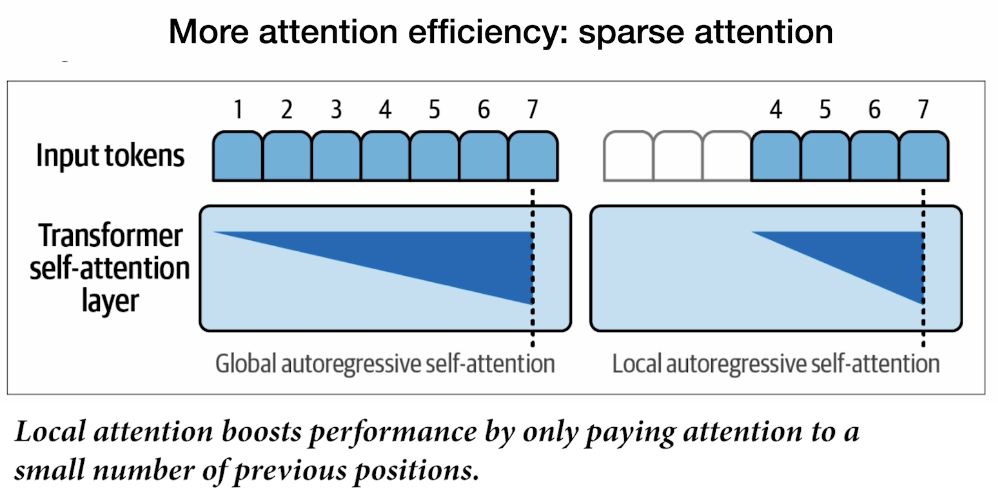 More attention efficiency: sparse attention
1 2 3 4 5 6 7
4 5 6 7
Input tokens
Transformer
self-attention
layer
Global autoregressive self-attention
Local autoregressive self-attention
Local attention boosts performance by only paying attention to a
small number of previous positions.